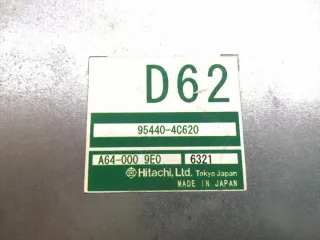 D62
95440-4C620
A64-000 9E0 6321
Hitachi, Ltd. Tokyo Japan
MADE IN JAPAN